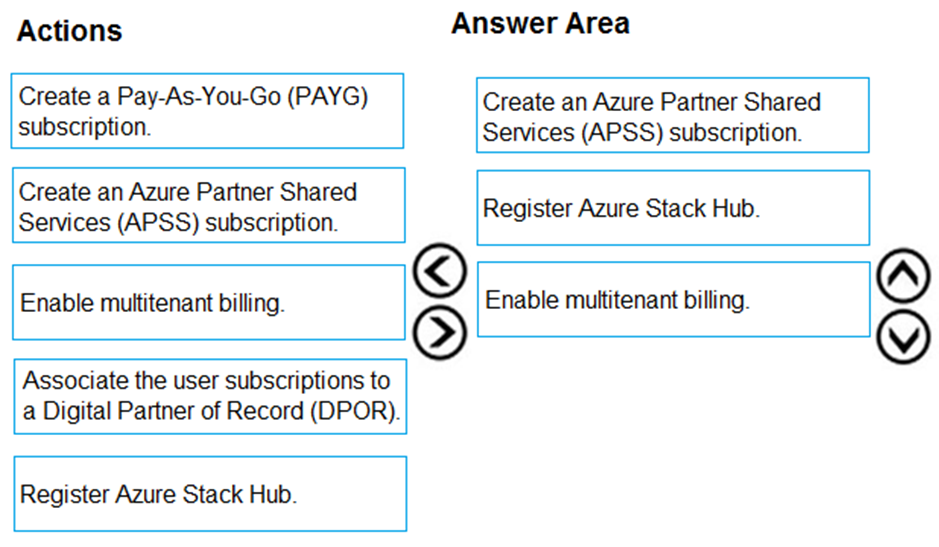 Actions
Create a Pay-As-You-Go (PAYG)
subscription.
Create an Azure Partner Shared
Services (APSS) subscription.
Enable multitenant billing.
Associate the user subscriptions to
a Digital Partner of Record (DPOR).
Register Azure Stack Hub.
Answer Area
Create an Azure Partner Shared
Services (APSS) subscription.
Register Azure Stack Hub.
Enable multitenant billing.